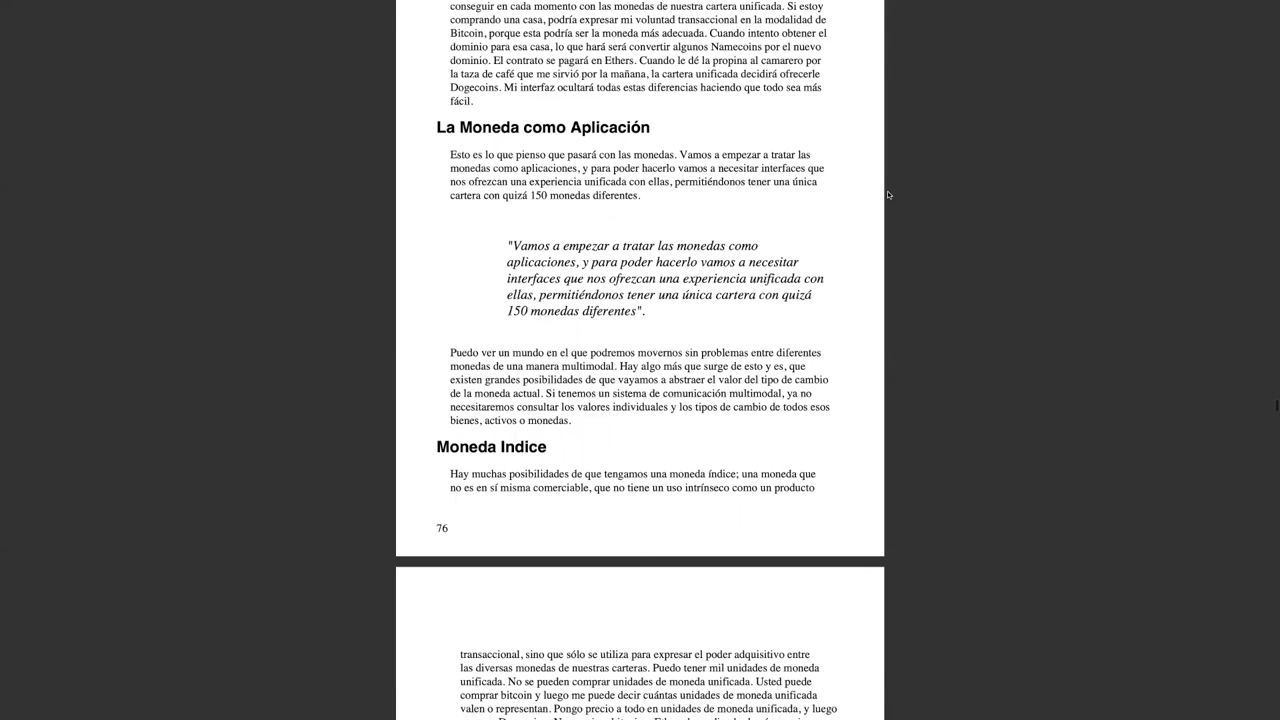 conseguir en cada momento con las monedas de nuestra cartera unificada. Si estoy
comprando una casa, podría expresar mi voluntad transaccional en la modalidad de
Bitcoin, porque esta podría ser la moneda más adecuada. Cuando intento obtener el
dominio para esa casa, lo que hará será convertir algunos Namecoins por el nuevo
dominio. El contrato se pagará en Ethers. Cuando le dé la propina al camarero por
la taza de café que me sirvió por la mañana, la cartera unificada decidirá ofrecerle
Dogecoins. Mi interfaz ocultará todas estas diferencias haciendo que todo sea más
fácil.
La Moneda como Aplicación
Esto es lo que pienso que pasará con las monedas. Vamos a empezar a tratar las
monedas como aplicaciones, y para poder hacerlo vamos a necesitar interfaces que
nos ofrezcan una experiencia unificada con ellas, permitiéndonos tener una única
cartera con quizá 150 monedas diferentes.
"Vamos a empezar a tratar las monedas como
aplicaciones, y para poder hacerlo vamos a necesitar
interfaces que nos ofrezcan una experiencia unificada con
ellas, permitiéndonos tener una única cartera con quizá
150 monedas diferentes".
Puedo ver un mundo en el que podremos movernos sin problemas entre diferentes
monedas de una manera multimodal. Hay algo más que surge de esto y es, que
existen grandes posibilidades de que vayamos a abstraer el valor del tipo de cambio
de la moneda actual. Si tenemos un sistema de comunicación multimodal, ya no
necesitaremos consultar los valores individuales y los tipos de cambio de todos esos
bienes, activos o monedas.
Moneda Indice
Hay muchas posibilidades de que tengamos una moneda índice; una moneda que
no es en sí misma comerciable, que no tiene un uso intrínseco como un producto
76
transaccional, sino que sólo se utiliza para expresar el poder adquisitivo entre
las diversas monedas de nuestras carteras. Puedo tener mil unidades de moneda
unificada. No se pueden comprar unidades de moneda unificada. Usted puede
comprar bitcoin y luego me puede decir cuántas unidades de moneda unificada
valen o representan. Pongo precio a todo en unidades de moneda unificada, y luego